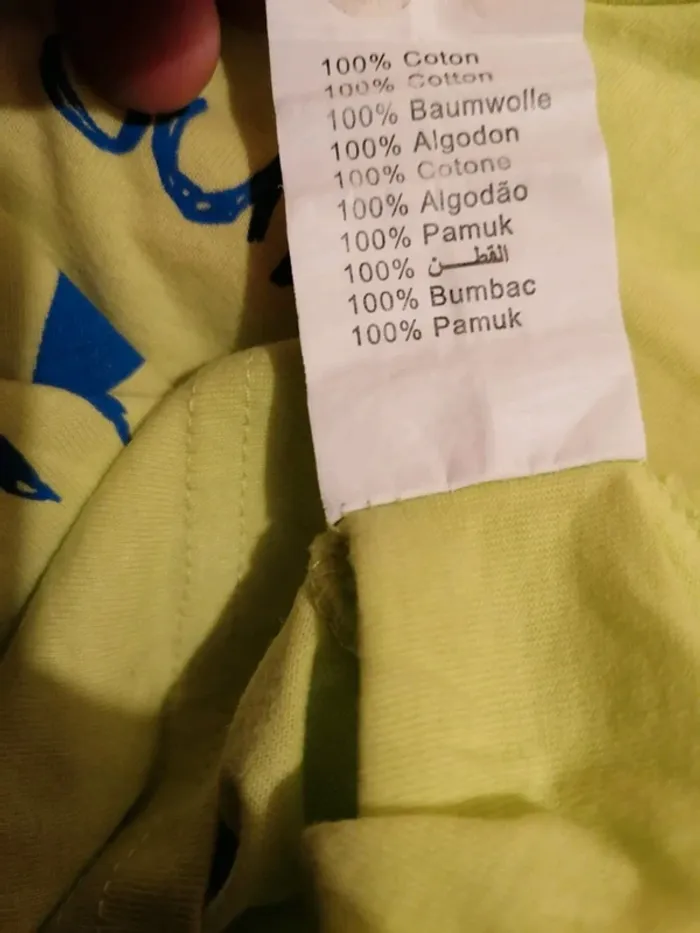 100% Coton
100% Cotton
100% Baumwolle
100% Algodon
100% Cotone
100% Algodão
100% Pamuk
100% القطن
100% Bumbac
100% Pamuk